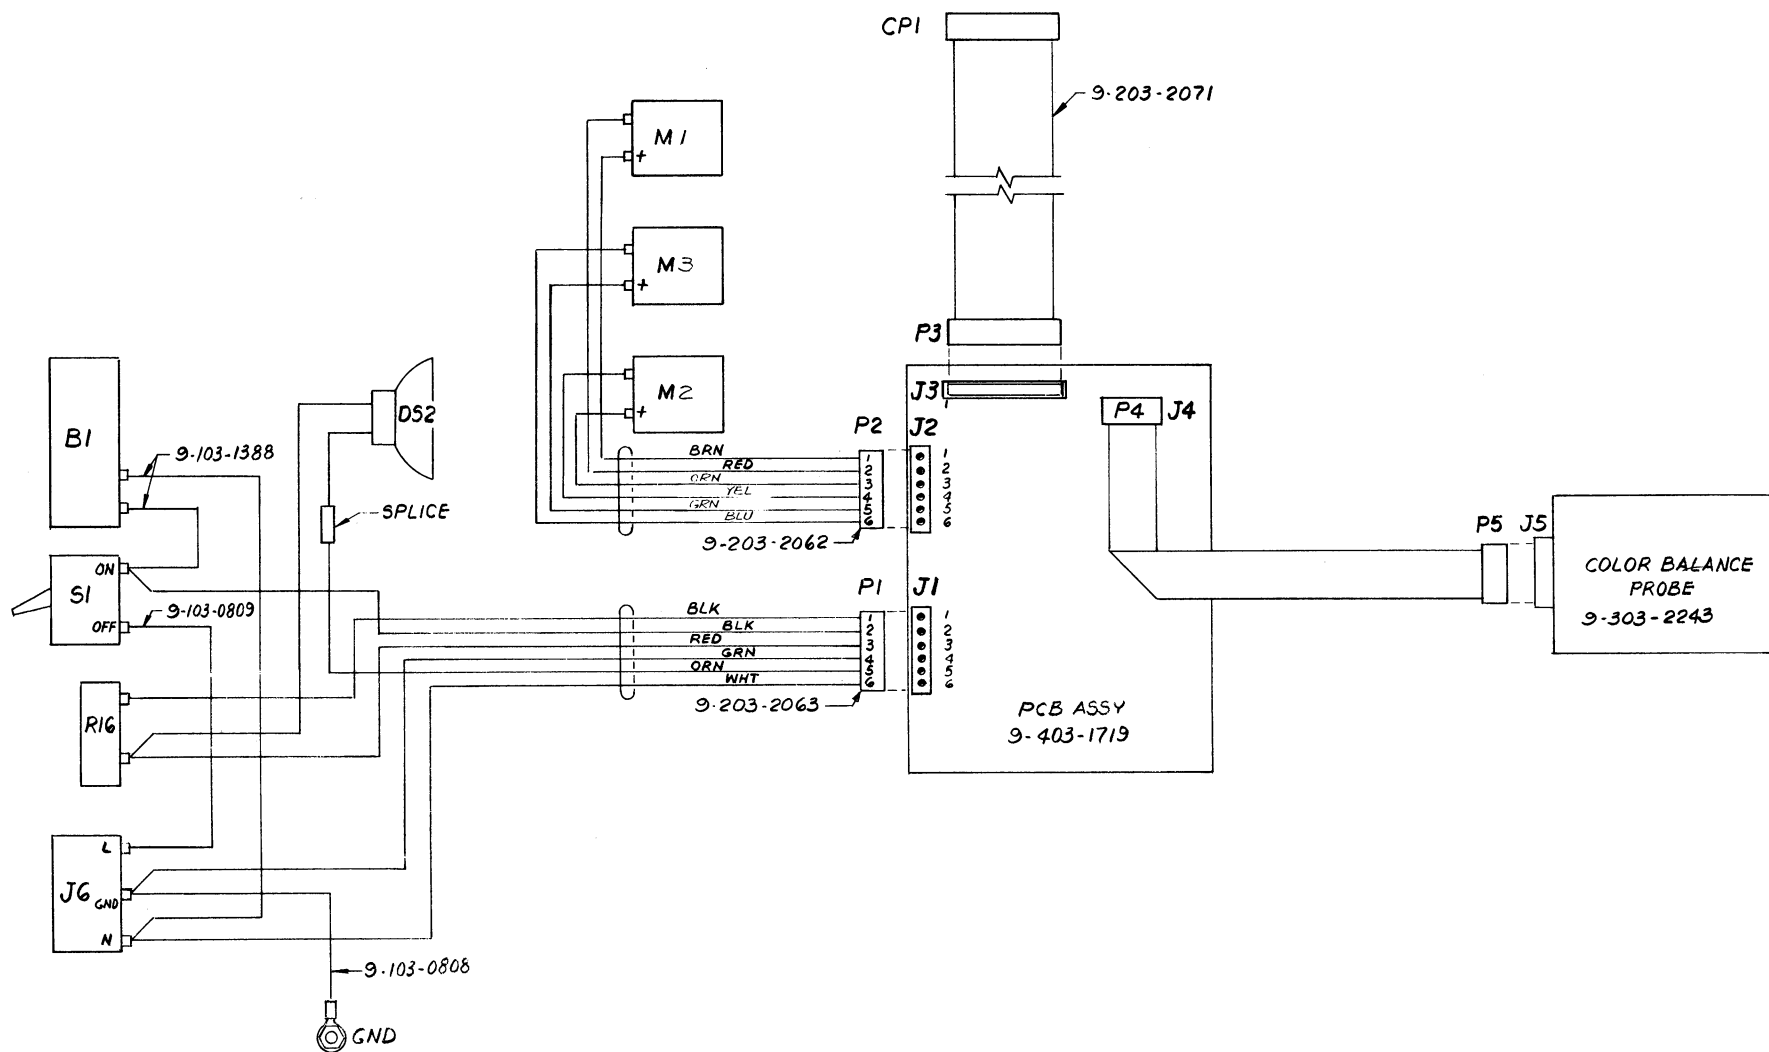 CP1
9-203-2071
M1
+
M3
+
P3
M2
+
J3
1
P4 J4
DS2
B1
9-103-1388
P2 J2
BRN
RED
ORN
YEL
GRN
BLU
1
2
3
4
5
6
1
2
3
4
5
6
SPLICE
9-203-2062
P5 J5
COLOR BALANCE
PROBE
9-303-2243
ON
S1
OFF
9-103-0809
P1 J1
BLK
BLK
RED
GRN
ORN
WHT
1
2
3
4
5
6
1
2
3
4
5
6
9-203-2063
R16
PCB ASSY
9-403-1719
L
J6
GND
N
9-103-0808
GND